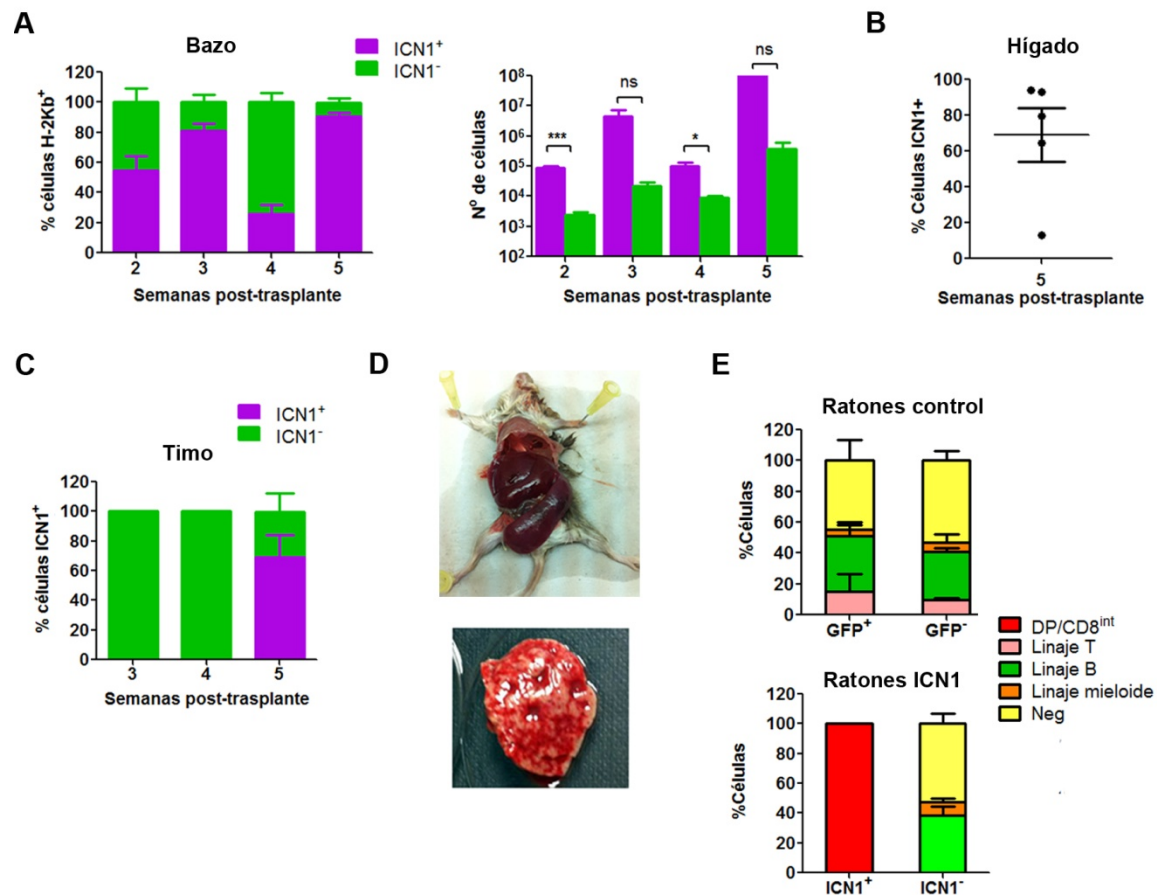 A
Bazo
ICN1+
ICN1-
% células H-2Kb+
120
100
80
60
40
20
0
2 3 4 5
Semanas post-trasplante
Nº de células
10^8
10^7
10^6
10^5
10^4
10^3
10^2
***
ns
*
ns
2 3 4 5
Semanas post-trasplante
B
Hígado
% Células ICN1+
100
80
60
40
20
0
5
Semanas post-trasplante
C
ICN1+
ICN1-
Timo
% células ICN1+
120
100
80
60
40
20
0
3 4 5
Semanas post-trasplante
D
E
Ratones control
%Células
120
100
80
60
40
20
0
GFP+ GFP-
DP/CD8int
Linaje T
Linaje B
Linaje mieloide
Neg
Ratones ICN1
%Células
120
100
80
60
40
20
0
ICN1+ ICN1-